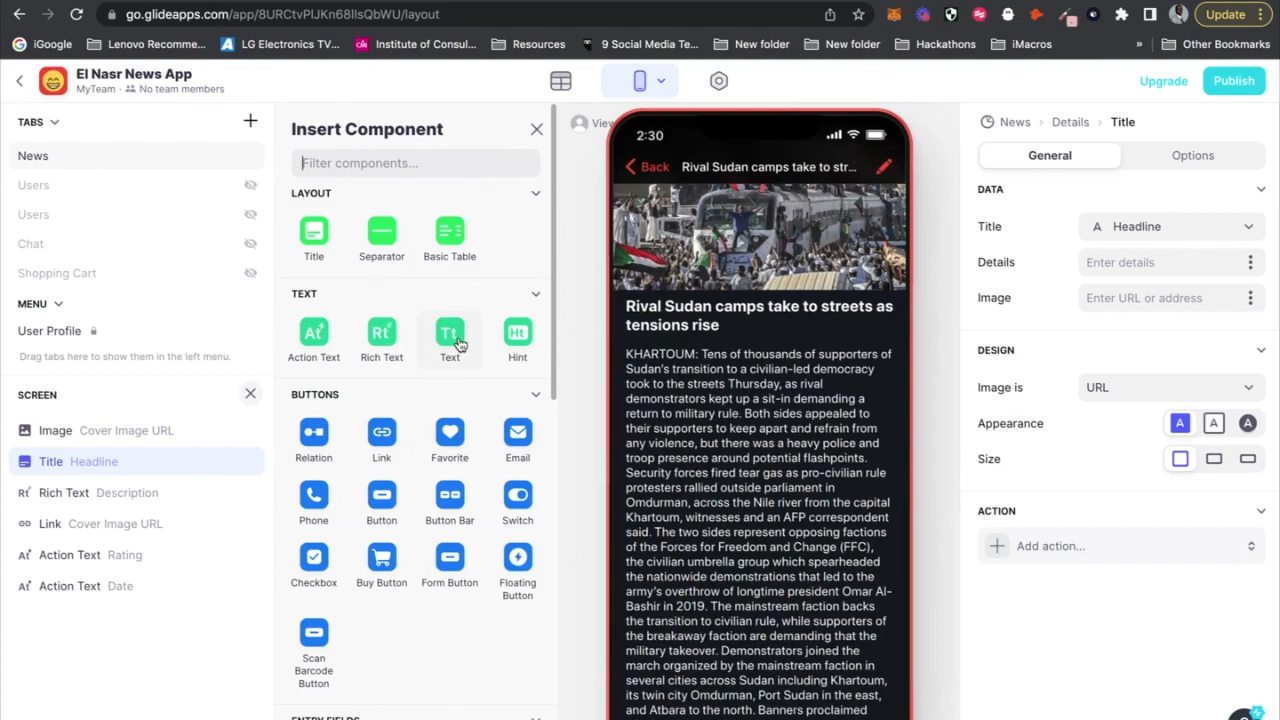 go.glideapps.com/app/8URCtvPlJKn68IlsQbWU/layout
Update
iGoogle
Lenovo Recomme...
LG Electronics TV...
Institute of Consul...
Resources
9 Social Media Te...
New folder
New folder
Hackathons
iMacros
»
Other Bookmarks
El Nasr News App
MyTeam · No team members
Upgrade
Publish
TABS
News
Users
Users
Chat
Shopping Cart
MENU
User Profile
Drag tabs here to show them in the left menu.
SCREEN
Image Cover Image URL
Title Headline
Rich Text Description
Link Cover Image URL
Action Text Rating
Action Text Date
Insert Component
Filter components...
LAYOUT
Title
Separator
Basic Table
TEXT
At
Rt
Tt
Ht
Action Text
Rich Text
Text
Hint
BUTTONS
Relation
Link
Favorite
Email
Phone
Button
Button Bar
Switch
Checkbox
Buy Button
Form Button
Floating
Button
Scan
Barcode
Button
ENTRY FIELDS
View
2:30
Back
Rival Sudan camps take to str...
Rival Sudan camps take to streets as
tensions rise
KHARTOUM: Tens of thousands of supporters of
Sudan's transition to a civilian-led democracy
took to the streets Thursday, as rival
demonstrators kept up a sit-in demanding a
return to military rule. Both sides appealed to
their supporters to keep apart and refrain from
any violence, but there was a heavy police and
troop presence around potential flashpoints.
Security forces fired tear gas as pro-civilian rule
protesters rallied outside parliament in
Omdurman, across the Nile river from the capital
Khartoum, witnesses and an AFP correspondent
said. The two sides represent opposing factions
of the Forces for Freedom and Change (FFC),
the civilian umbrella group which spearheaded
the nationwide demonstrations that led to the
army's overthrow of longtime president Omar Al-
Bashir in 2019. The mainstream faction backs
the transition to civilian rule, while supporters of
the breakaway faction are demanding that the
military takeover. Demonstrators joined the
march organized by the mainstream faction in
several cities across Sudan including Khartoum,
its twin city Omdurman, Port Sudan in the east,
and Atbara to the north. Banners proclaimed
News › Details › Title
General
Options
DATA
Title
A Headline
Details
Enter details
Image
Enter URL or address
DESIGN
Image is
URL
Appearance
A
A
A
Size
ACTION
Add action...